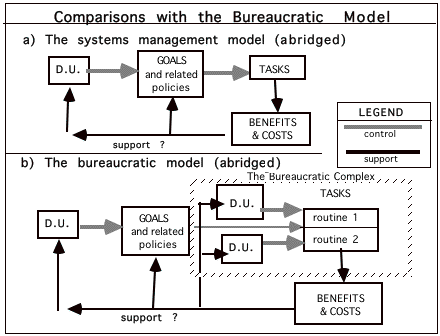 Comparisons with the Bureaucratic Model
a) The systems management model (abridged)
D.U.
GOALS
and related
policies
TASKS
BENEFITS
& COSTS
support ?
LEGEND
control
support
b) The bureaucratic model (abridged)
The Bureaucratic Complex
TASKS
D.U.
GOALS
and related
policies
D.U.
D.U.
routine 1
routine 2
BENEFITS
& COSTS
support ?